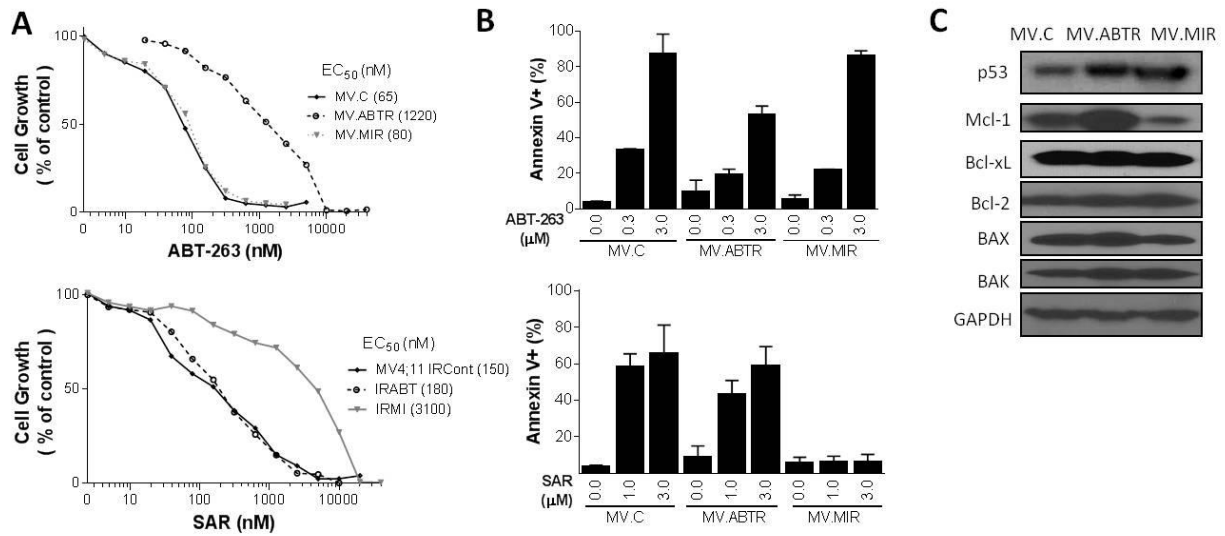 A
Cell Growth
( % of control)
100
50
0
EC50 (nM)
MV.C (65)
MV.ABTR (1220)
MV.MIR (80)
0
10
100
1000
10000
ABT-263 (nM)
Cell Growth
( % of control)
100
50
0
EC50 (nM)
MV4;11 IRCont (150)
IRABT (180)
IRMI (3100)
0
10
100
1000
10000
SAR (nM)
B
Annexin V+ (%)
100
80
60
40
20
ABT-263
(µM)
0.0 0.3 3.0 0.0 0.3 3.0 0.0 0.3 3.0
MV.C MV.ABTR MV.MIR
Annexin V+ (%)
100
80
60
40
20
SAR
(µM)
0.0 1.0 3.0 0.0 1.0 3.0 0.0 1.0 3.0
MV.C MV.ABTR MV.MIR
C
MV.C MV.ABTR MV.MIR
p53
Mcl-1
Bcl-xL
Bcl-2
BAX
BAK
GAPDH